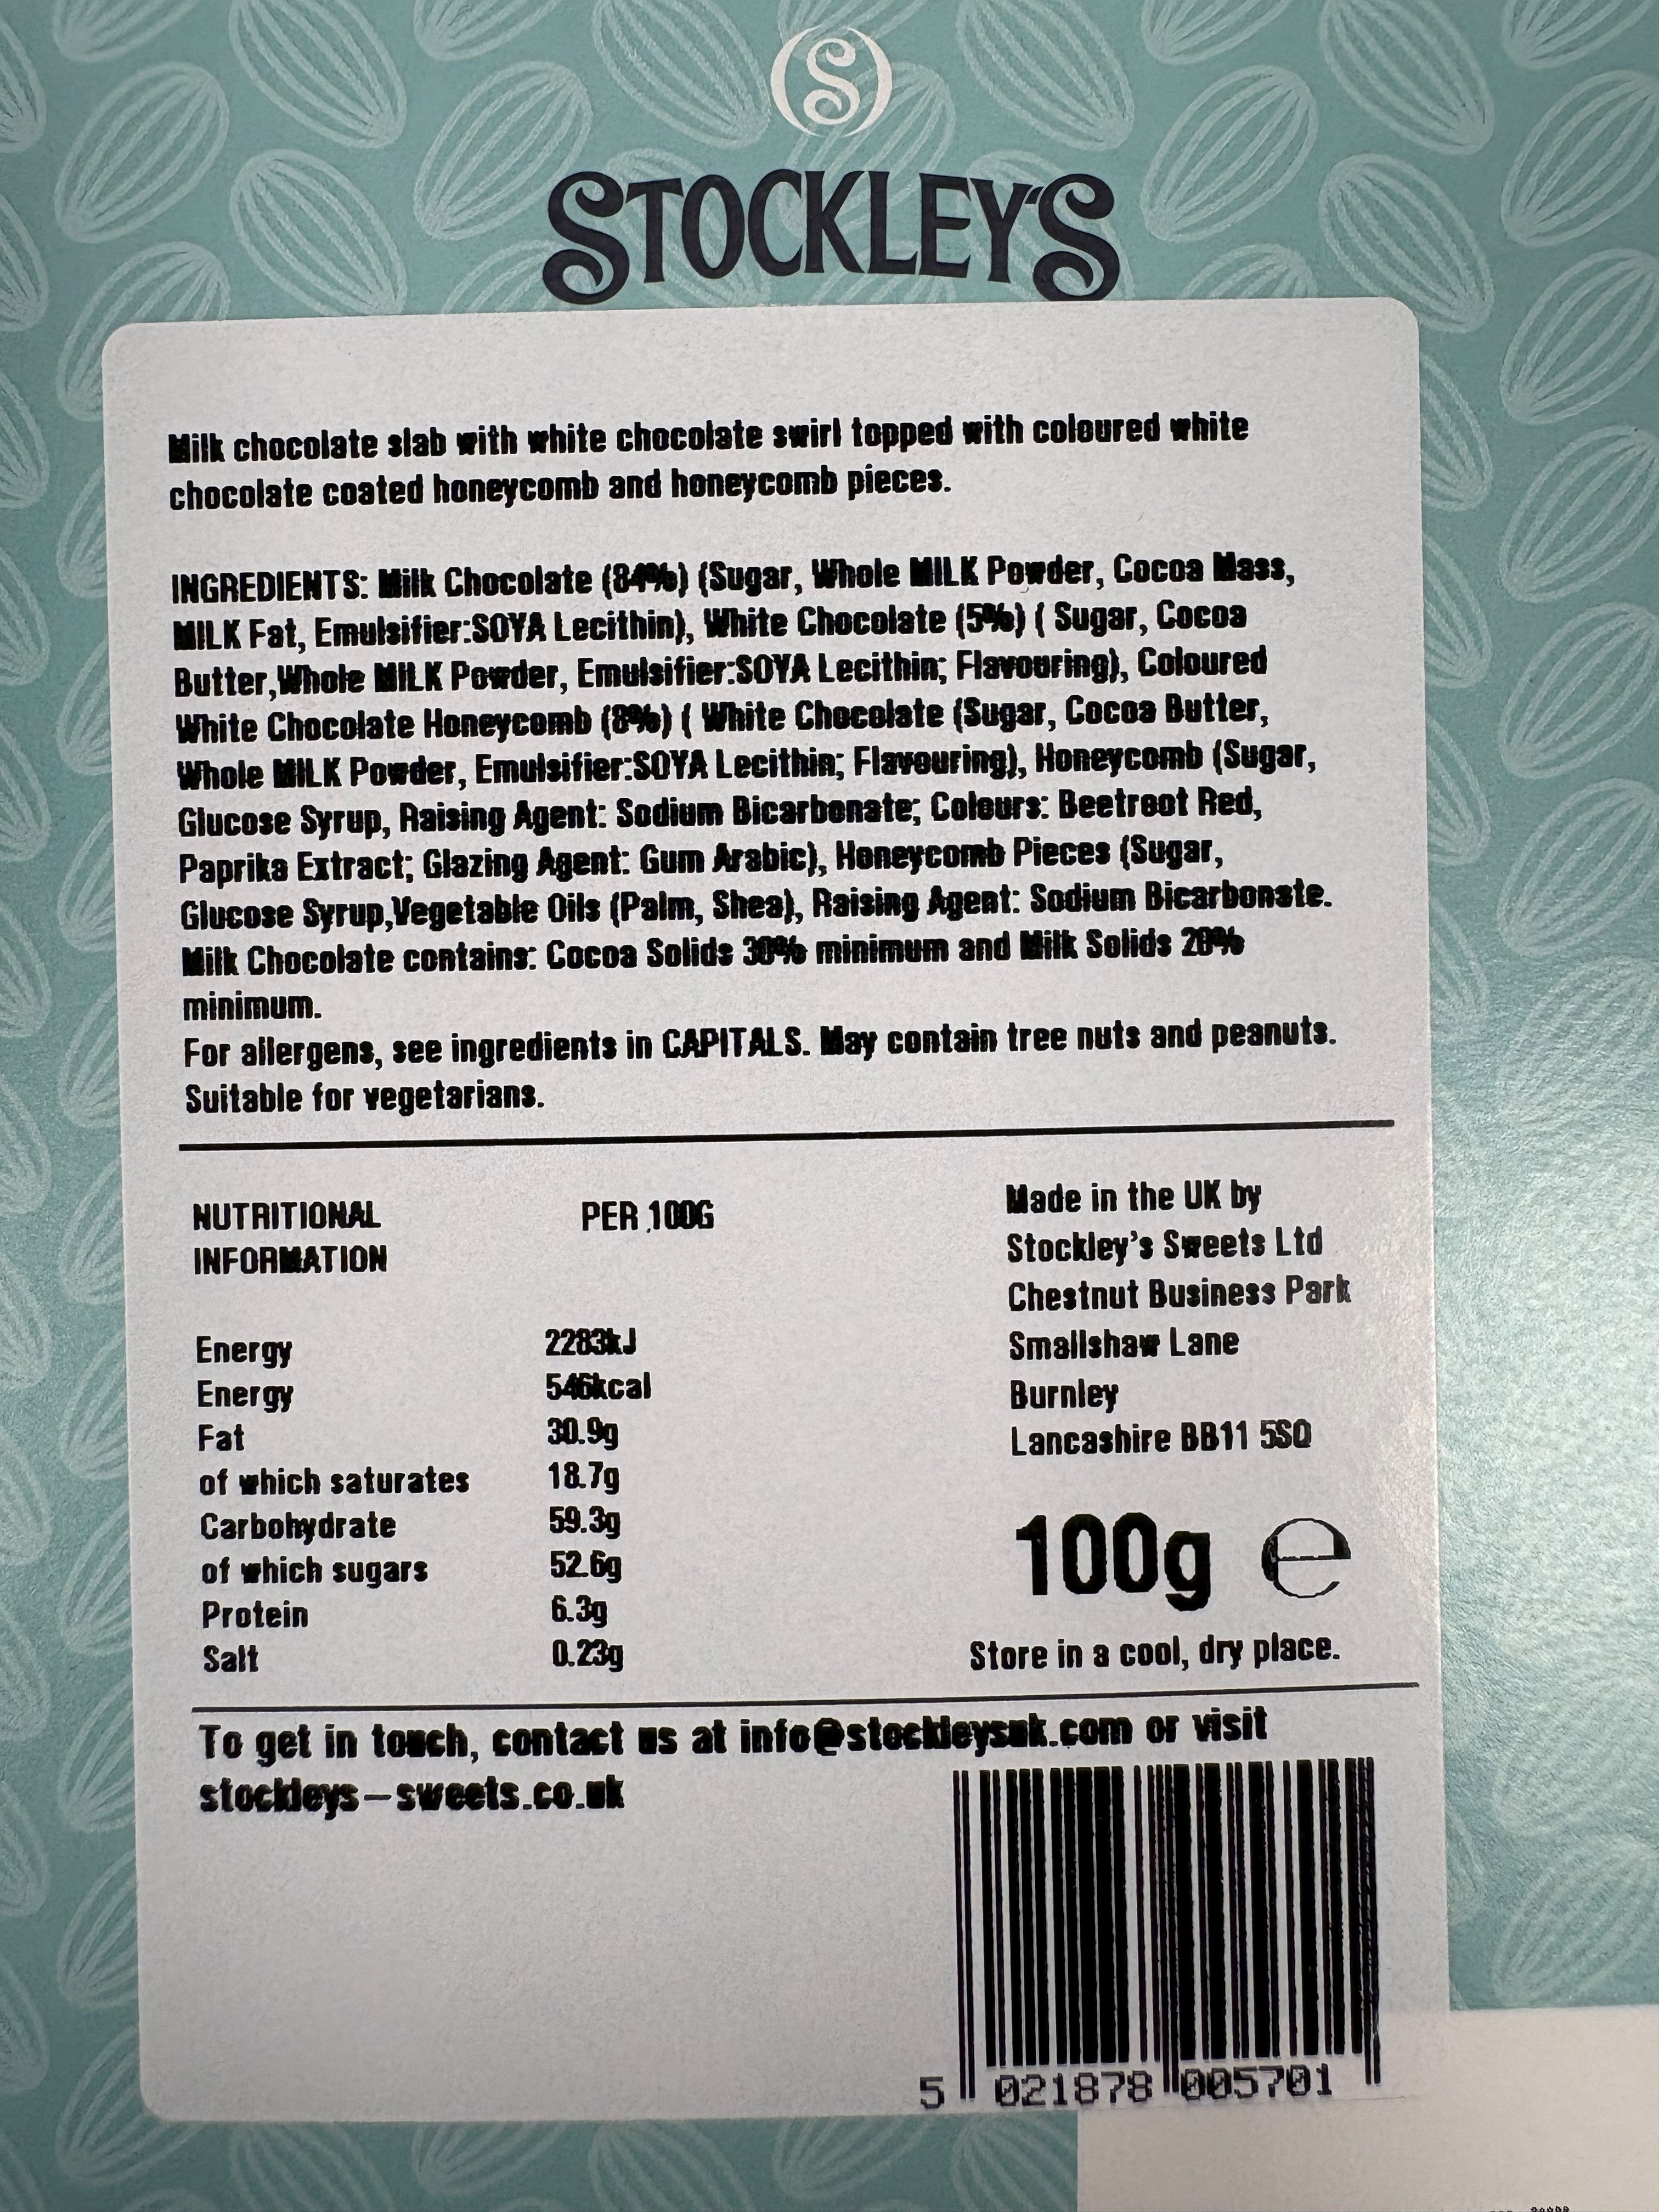 S
STOCKLEY'S
Milk chocolate slab with white chocolate swirl topped with coloured white
chocolate coated honeycomb and honeycomb pieces.
INGREDIENTS: Milk Chocolate (84%) (Sugar, Whole MILK Powder, Cocoa Mass,
MILK Fat, Emulsifier:SOYA Lecithin), White Chocolate (5%) ( Sugar, Cocoa
Butter,Whole MILK Powder, Emulsifier:SOYA Lecithin; Flavouring), Coloured
White Chocolate Honeycomb (8%) ( White Chocolate (Sugar, Cocoa Butter,
Whole MILK Powder, Emulsifier:SOYA Lecithin; Flavouring), Honeycomb (Sugar,
Glucose Syrup, Raising Agent: Sodium Bicarbonate; Colours: Beetroot Red,
Paprika Extract; Glazing Agent: Gum Arabic), Honeycomb Pieces (Sugar,
Glucose Syrup,Vegetable Oils (Palm, Shea), Raising Agent: Sodium Bicarbonate.
Milk Chocolate contains: Cocoa Solids 30% minimum and Milk Solids 20%
minimum.
For allergens, see ingredients in CAPITALS. May contain tree nuts and peanuts.
Suitable for vegetarians.
NUTRITIONAL INFORMATION PER 100G
Energy 2283kJ
Energy 546kcal
Fat 30.9g
of which saturates 18.7g
Carbohydrate 59.3g
of which sugars 52.6g
Protein 6.3g
Salt 0.23g
Made in the UK by
Stockley's Sweets Ltd
Chestnut Business Park
Smallshaw Lane
Burnley
Lancashire BB11 5SQ
100g e
Store in a cool, dry place.
To get in touch, contact us at info@stockleysuk.com or visit
stockleys-sweets.co.uk
5 021878 005701